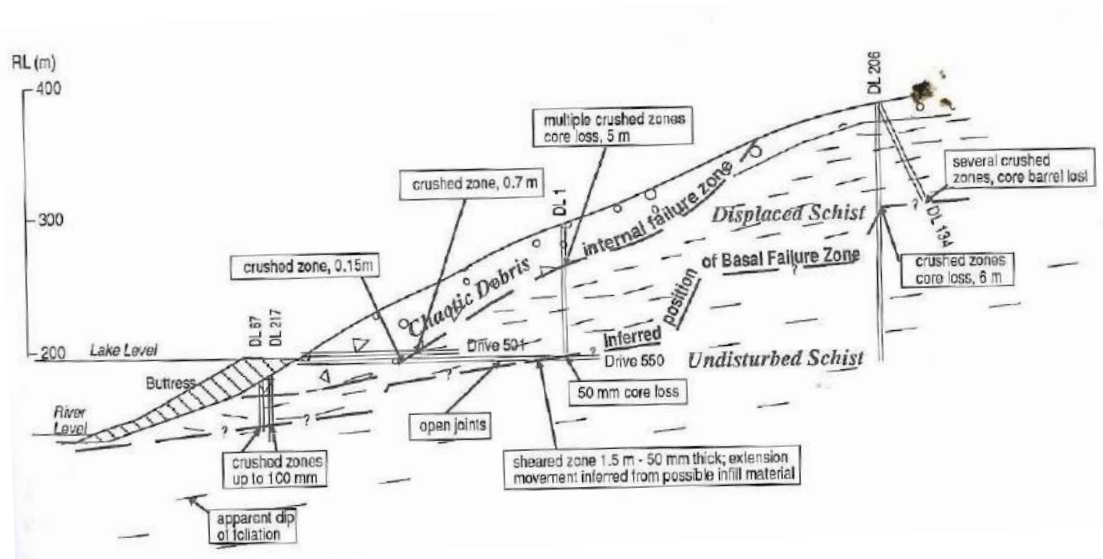 RL (m)
400
300
200
DL 206
multiple crushed zones
core loss, 5 m
crushed zone, 0.7 m
DL 1
several crushed
zones, core barrel lost
internal failure zone
Displaced Schist
?
DL 134
crushed zone, 0.15m
of Basal Failure Zone
?
crushed zones
core loss, 6 m
Chaotic Debris
position
DL 67
DL 217
Inferred
?
Lake Level
Drive 501
Drive 550
Undisturbed Schist
Buttress
?
50 mm core loss
River
Level
?
?
open joints
crushed zones
up to 100 mm
sheared zone 1.5 m - 50 mm thick; extension
movement inferred from possible infill material
apparent dip
of foliation